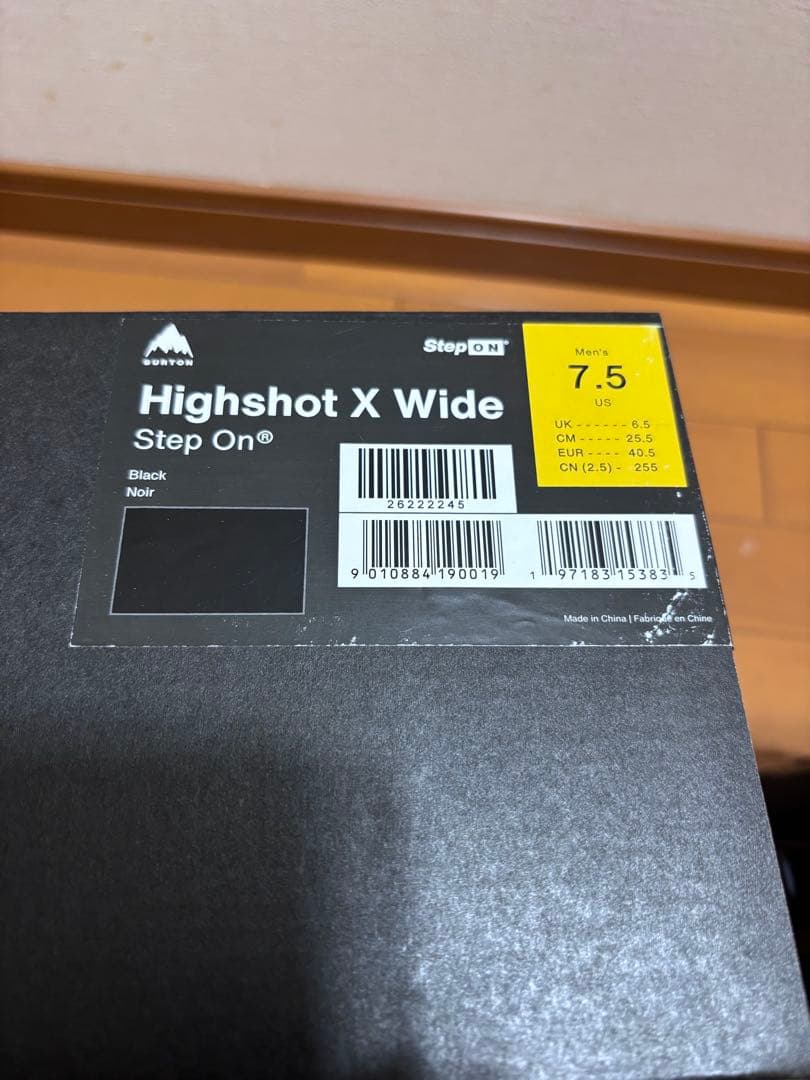 BURTON
Step ON
Highshot X Wide
Step On®
Black
Noir
Men's
7.5
US
UK - - - - - - 6.5
CM - - - - - 25.5
EUR - - - - 40.5
CN (2.5) - 255
26222245
9 010884 190019
1 97183 15383 5
Made in China | Fabriqué en Chine